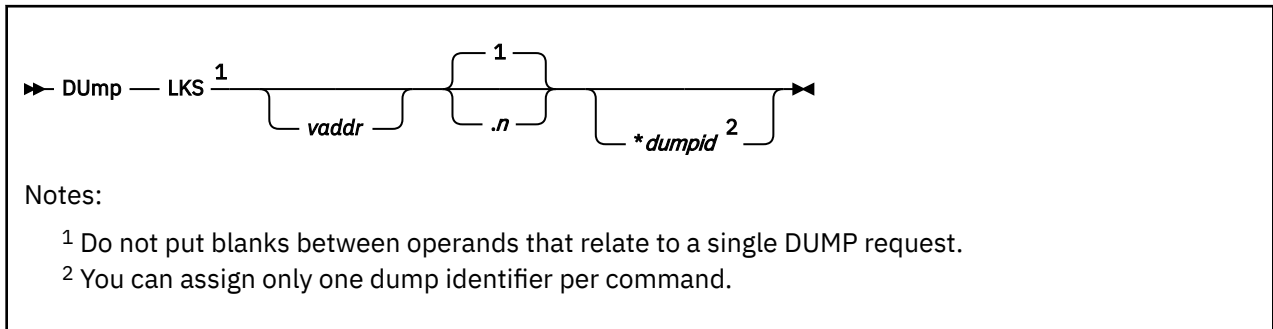 1
DUmp LKS 1
vaddr .n *dumpid 2
Notes:
1 Do not put blanks between operands that relate to a single DUMP request.
2 You can assign only one dump identifier per command.